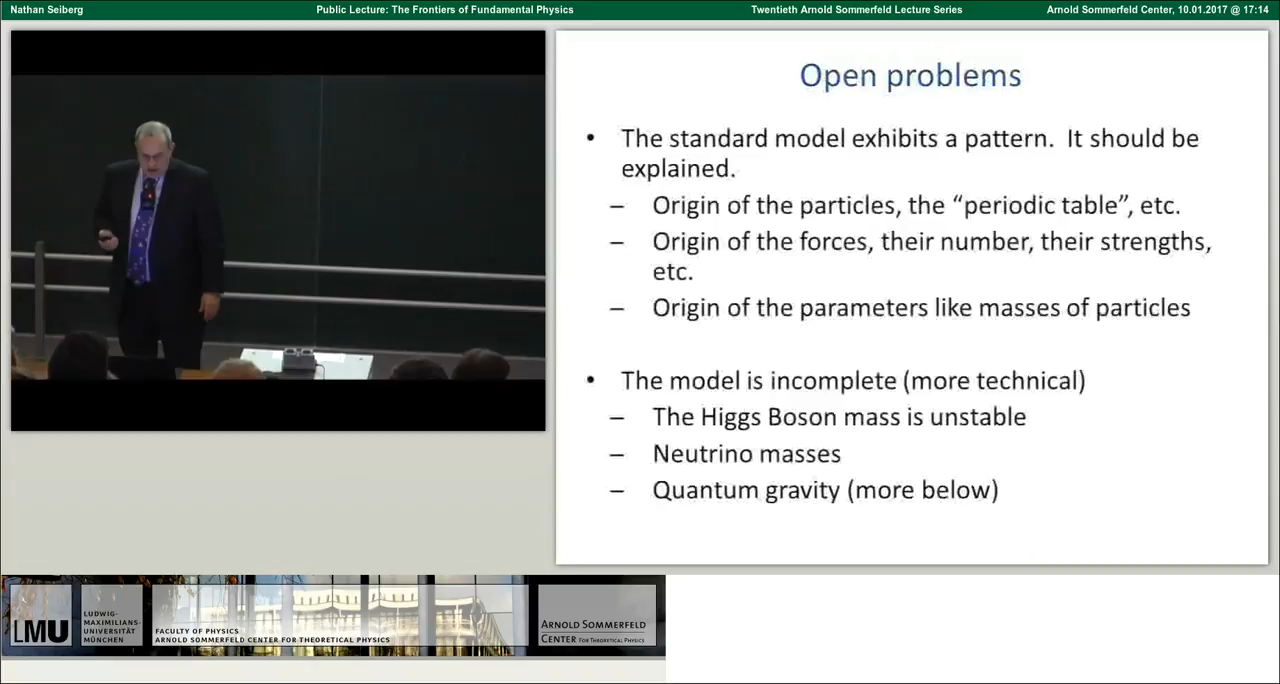 Nathan Seiberg Public Lecture: The Frontiers of Fundamental Physics Twentieth Arnold Sommerfeld Lecture Series Arnold Sommerfeld Center, 10.01.2017 @ 17:14
Open problems
• The standard model exhibits a pattern. It should be
explained.
– Origin of the particles, the “periodic table”, etc.
– Origin of the forces, their number, their strengths,
etc.
– Origin of the parameters like masses of particles
• The model is incomplete (more technical)
– The Higgs Boson mass is unstable
– Neutrino masses
– Quantum gravity (more below)
LMU
LUDWIG-
MAXIMILIANS-
UNIVERSITÄT
MÜNCHEN
FACULTY OF PHYSICS
ARNOLD SOMMERFELD CENTER FOR THEORETICAL PHYSICS
ARNOLD SOMMERFELD
CENTER FOR THEORETICAL PHYSICS